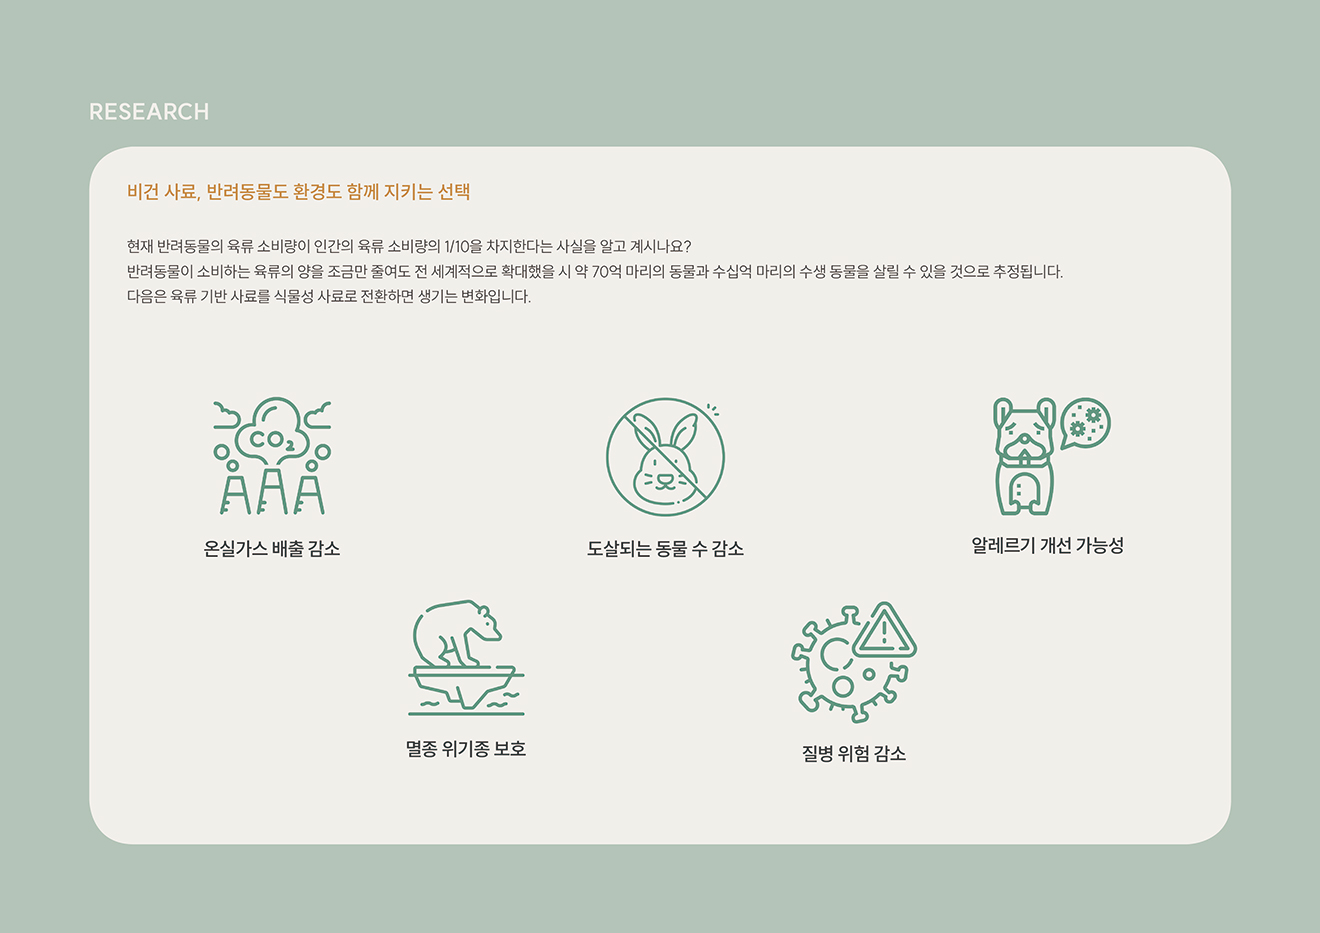 RESEARCH
비건 사료, 반려동물도 환경도 함께 지키는 선택
현재 반려동물의 육류 소비량이 인간의 육류 소비량의 1/10을 차지한다는 사실을 알고 계시나요?
반려동물이 소비하는 육류의 양을 조금만 줄여도 전 세계적으로 확대했을 시 약 70억 마리의 동물과 수십억 마리의 수생 동물을 살릴 수 있을 것으로 추정됩니다.
다음은 육류 기반 사료를 식물성 사료로 전환하면 생기는 변화입니다.
CO2
온실가스 배출 감소
도살되는 동물 수 감소
알레르기 개선 가능성
멸종 위기종 보호
질병 위험 감소